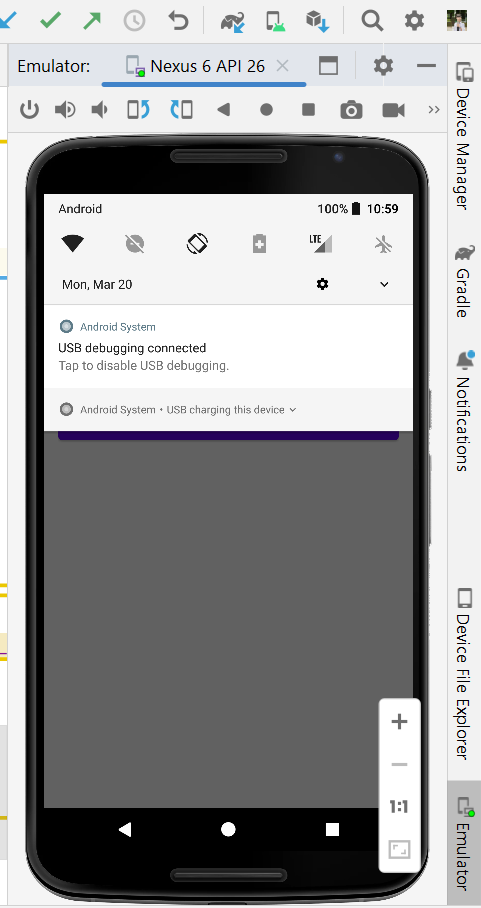 Emulator:
Nexus 6 API 26
Android
100%
10:59
LTE
Mon, Mar 20
Android System
USB debugging connected
Tap to disable USB debugging.
Android System • USB charging this device
1:1
Device Manager
Gradle
Notifications
Device File Explorer
Emulator